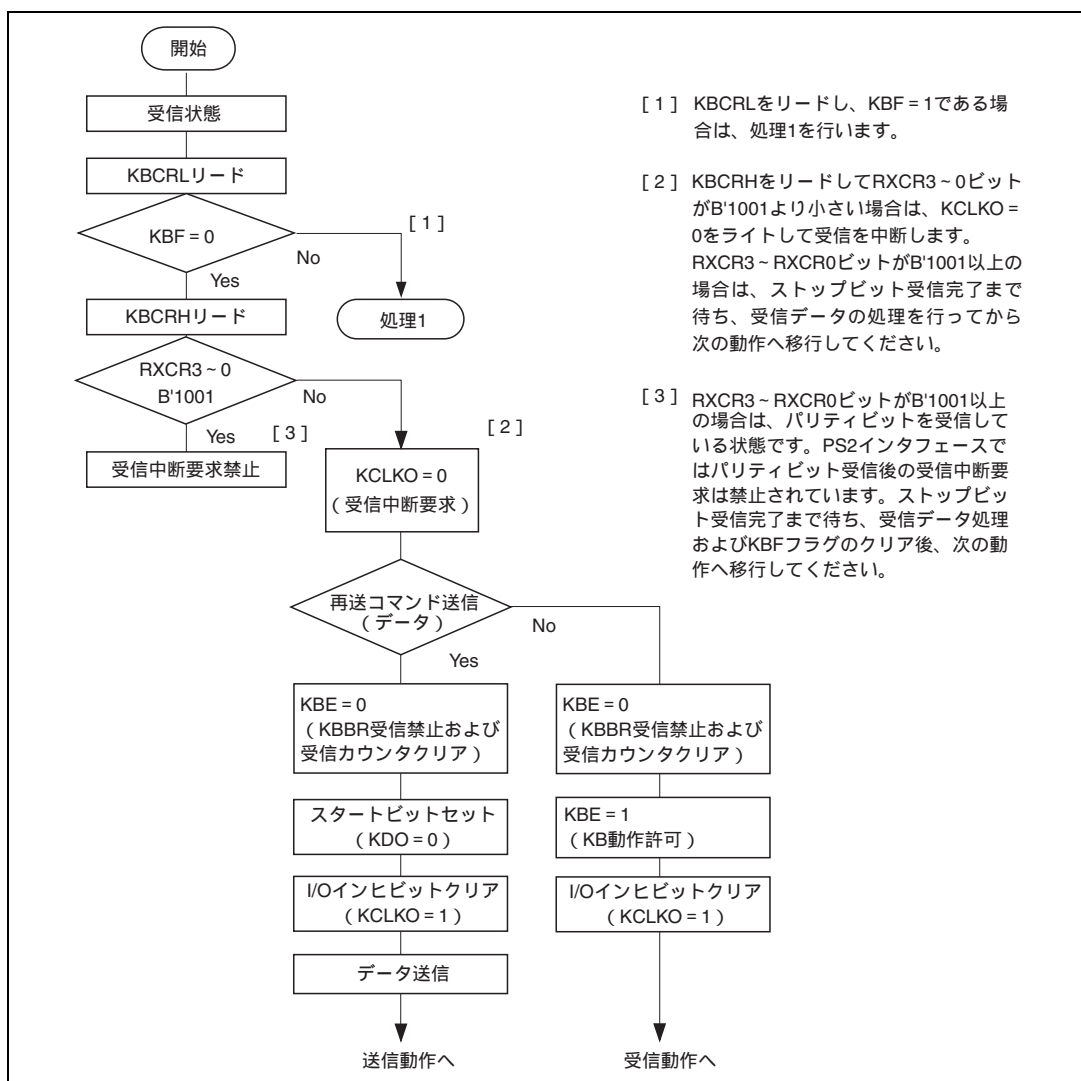 開始
受信状態
KBCRLリード
KBF = 0
[ 1 ]
No
Yes
処理1
KBCRHリード
RXCR3 ~ 0
B'1001
No
Yes
[ 3 ]
[ 2 ]
受信中断要求禁止
KCLKO = 0
( 受信中断要求 )
再送コマンド送信
( データ )
No
Yes
KBE = 0
( KBBR受信禁止および
受信カウンタクリア )
スタートビットセット
( KDO = 0 )
I/Oインヒビットクリア
( KCLKO = 1 )
データ送信
送信動作へ
KBE = 0
( KBBR受信禁止および
受信カウンタクリア )
KBE = 1
( KB動作許可 )
I/Oインヒビットクリア
( KCLKO = 1 )
受信動作へ
[ 1 ] KBCRLをリードし、KBF = 1である場
合は、処理1を行います。
[ 2 ] KBCRHをリードしてRXCR3 ~ 0ビット
がB'1001より小さい場合は、KCLKO =
0をライトして受信を中断します。
RXCR3 ~ RXCR0ビットがB'1001以上の
場合は、ストップビット受信完了まで
待ち、受信データの処理を行ってから
次の動作へ移行してください。
[ 3 ] RXCR3 ~ RXCR0ビットがB'1001以上
の場合は、パリティビットを受信して
いる状態です。PS2インタフェースで
はパリティビット受信後の受信中断要
求は禁止されています。ストップビッ
ト受信完了まで待ち、受信データ処理
およびKBFフラグのクリア後、次の動
作へ移行してください。